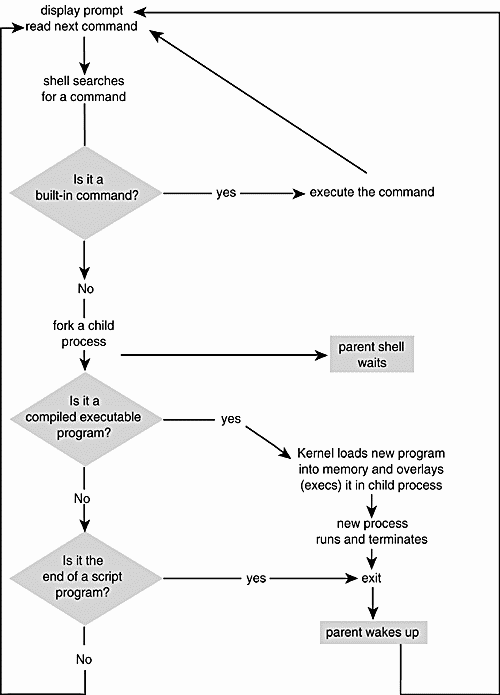 display prompt
read next command
shell searches
for a command
Is it a
built-in command?
yes
execute the command
No
fork a child
process
parent shell
waits
Is it a
compiled executable
program?
yes
Kernel loads new program
into memory and overlays
(execs) it in child process
No
new process
runs and terminates
Is it the
end of a script
program?
yes
exit
parent wakes up
No